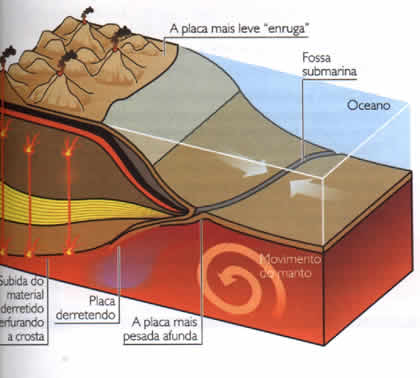 A placa mais leve “enruga”
Fossa
submarina
Oceano
Movimento
do manto
Subida do
material
derretido
perfurando
a crosta
Placa
derretendo
A placa mais
pesada afunda